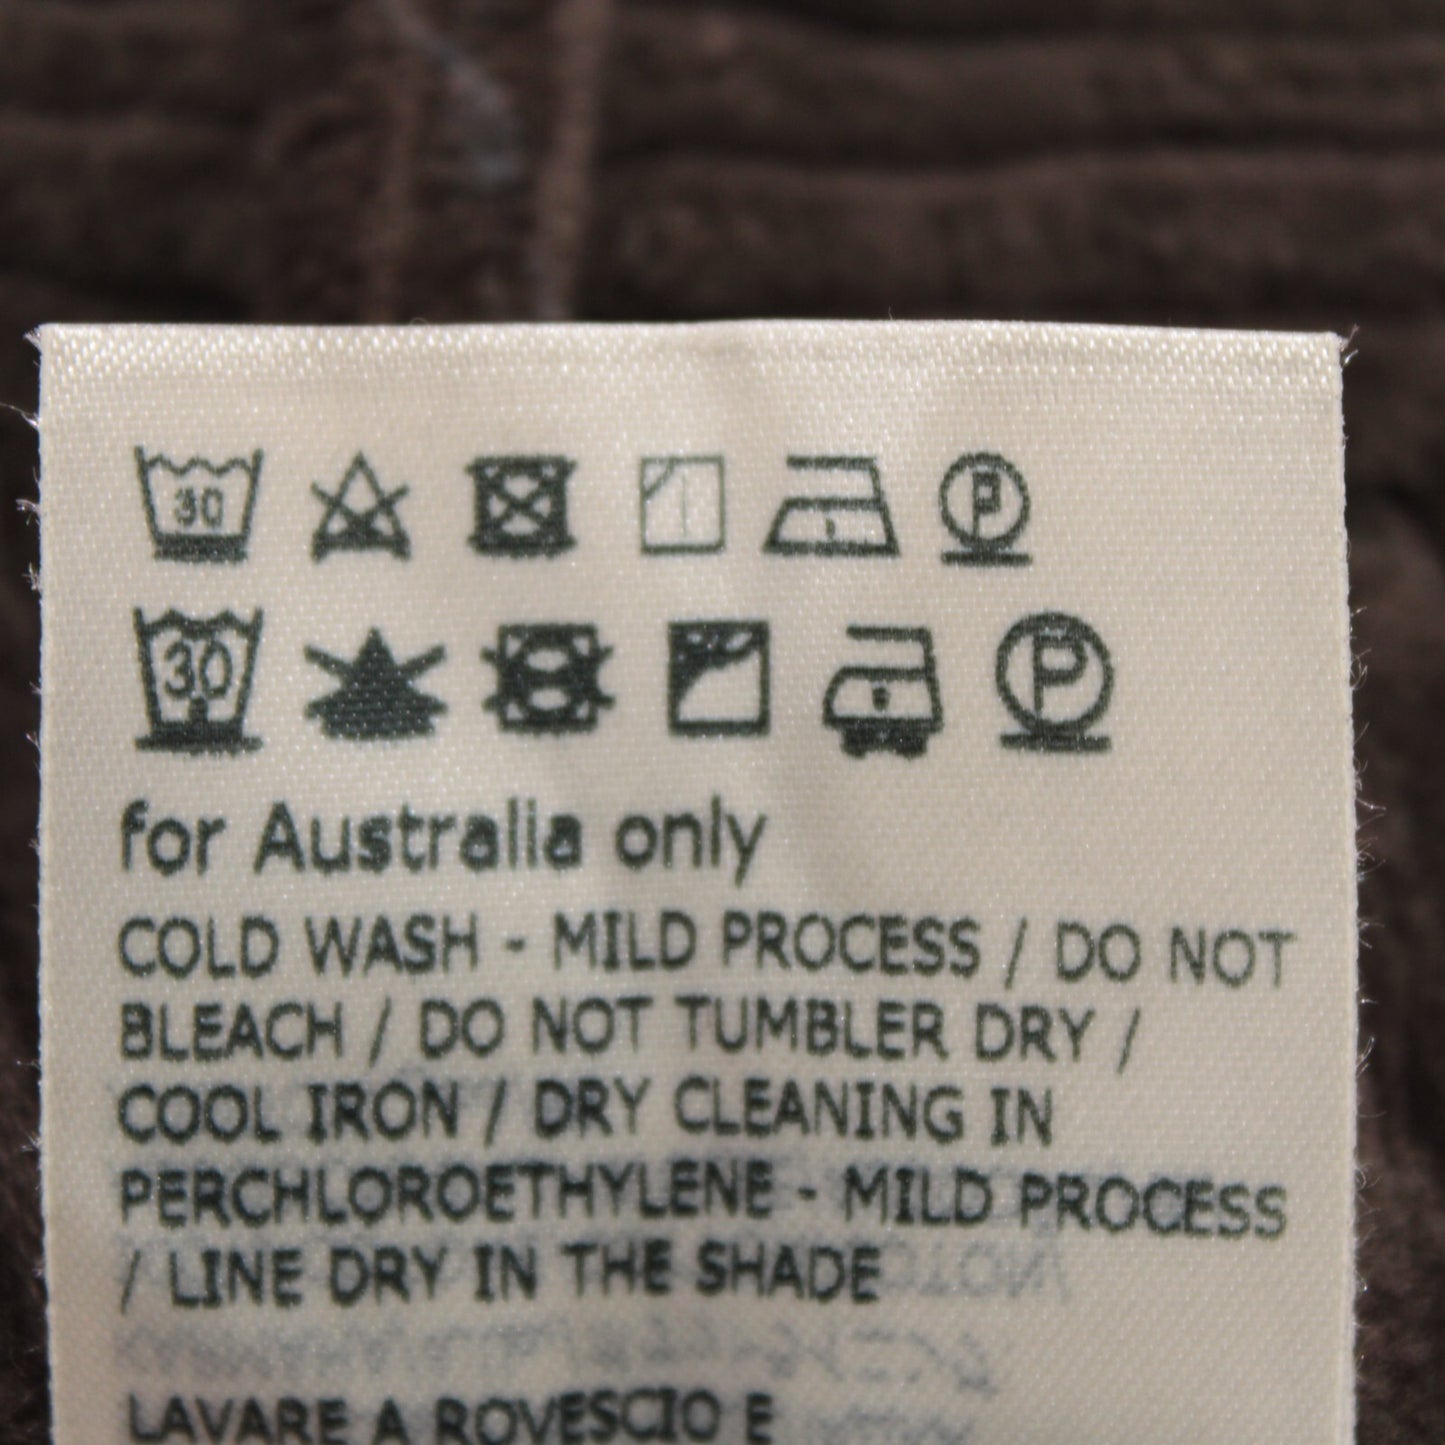 30 P
30 P
for Australia only
COLD WASH - MILD PROCESS / DO NOT
BLEACH / DO NOT TUMBLER DRY /
COOL IRON / DRY CLEANING IN
PERCHLOROETHYLENE - MILD PROCESS
/ LINE DRY IN THE SHADE
LAVARE A ROVESCIO E